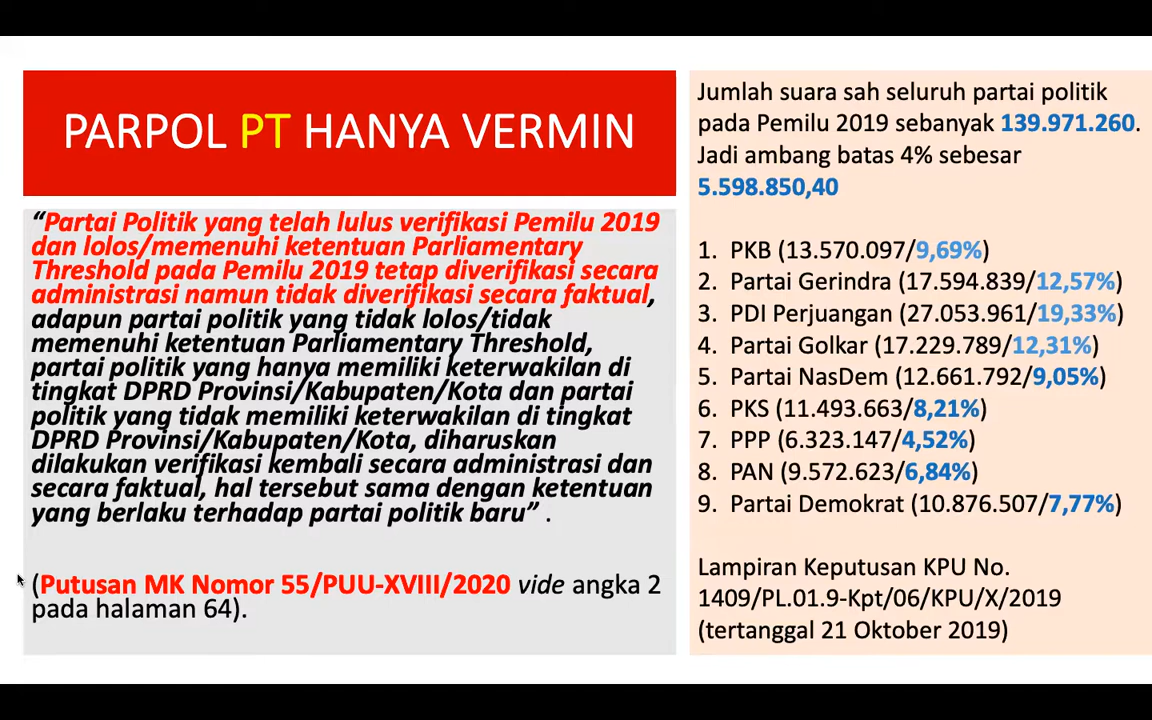 PARPOL PT HANYA VERMIN
“Partai Politik yang telah lulus verifikasi Pemilu 2019
dan lolos/memenuhi ketentuan Parliamentary
Threshold pada Pemilu 2019 tetap diverifikasi secara
administrasi namun tidak diverifikasi secara faktual,
adapun partai politik yang tidak lolos/tidak
memenuhi ketentuan Parliamentary Threshold,
partai politik yang hanya memiliki keterwakilan di
tingkat DPRD Provinsi/Kabupaten/Kota dan partai
politik yang tidak memiliki keterwakilan di tingkat
DPRD Provinsi/Kabupaten/Kota, diharuskan
dilakukan verifikasi kembali secara administrasi dan
secara faktual, hal tersebut sama dengan ketentuan
yang berlaku terhadap partai politik baru” .
(Putusan MK Nomor 55/PUU-XVIII/2020 vide angka 2
pada halaman 64).
Jumlah suara sah seluruh partai politik
pada Pemilu 2019 sebanyak 139.971.260.
Jadi ambang batas 4% sebesar
5.598.850,40
1. PKB (13.570.097/9,69%)
2. Partai Gerindra (17.594.839/12,57%)
3. PDI Perjuangan (27.053.961/19,33%)
4. Partai Golkar (17.229.789/12,31%)
5. Partai NasDem (12.661.792/9,05%)
6. PKS (11.493.663/8,21%)
7. PPP (6.323.147/4,52%)
8. PAN (9.572.623/6,84%)
9. Partai Demokrat (10.876.507/7,77%)
Lampiran Keputusan KPU No.
1409/PL.01.9-Kpt/06/KPU/X/2019
(tertanggal 21 Oktober 2019)